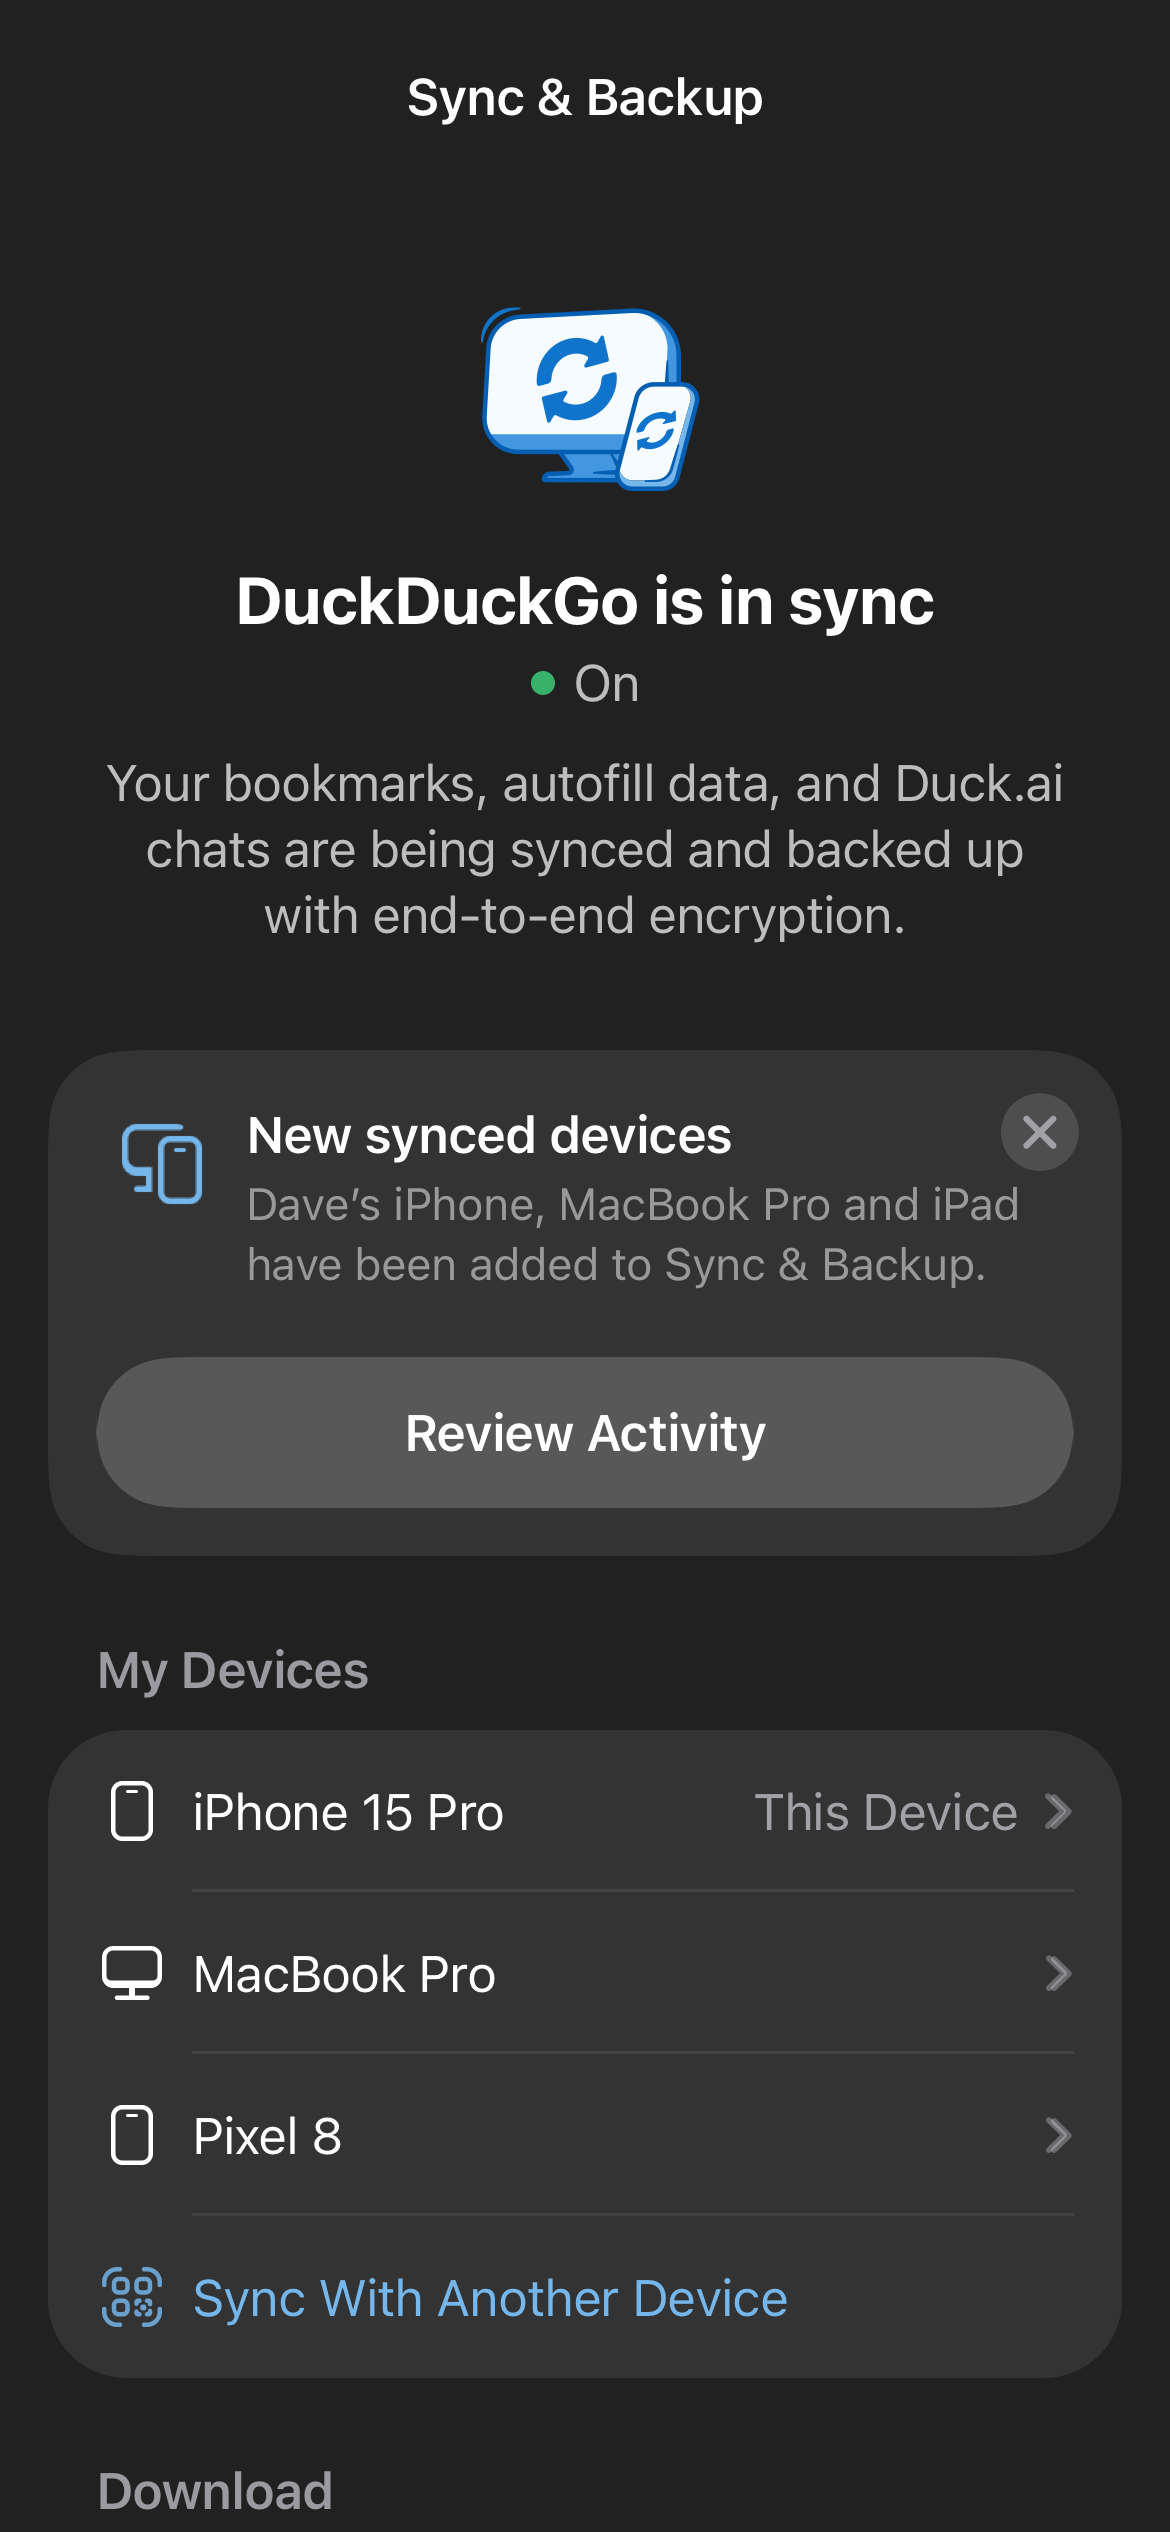 Sync & Backup
DuckDuckGo is in sync
On
Your bookmarks, autofill data, and Duck.ai
chats are being synced and backed up
with end-to-end encryption.
New synced devices
Dave’s iPhone, MacBook Pro and iPad
have been added to Sync & Backup.
Review Activity
My Devices
iPhone 15 Pro This Device
MacBook Pro
Pixel 8
Sync With Another Device
Download